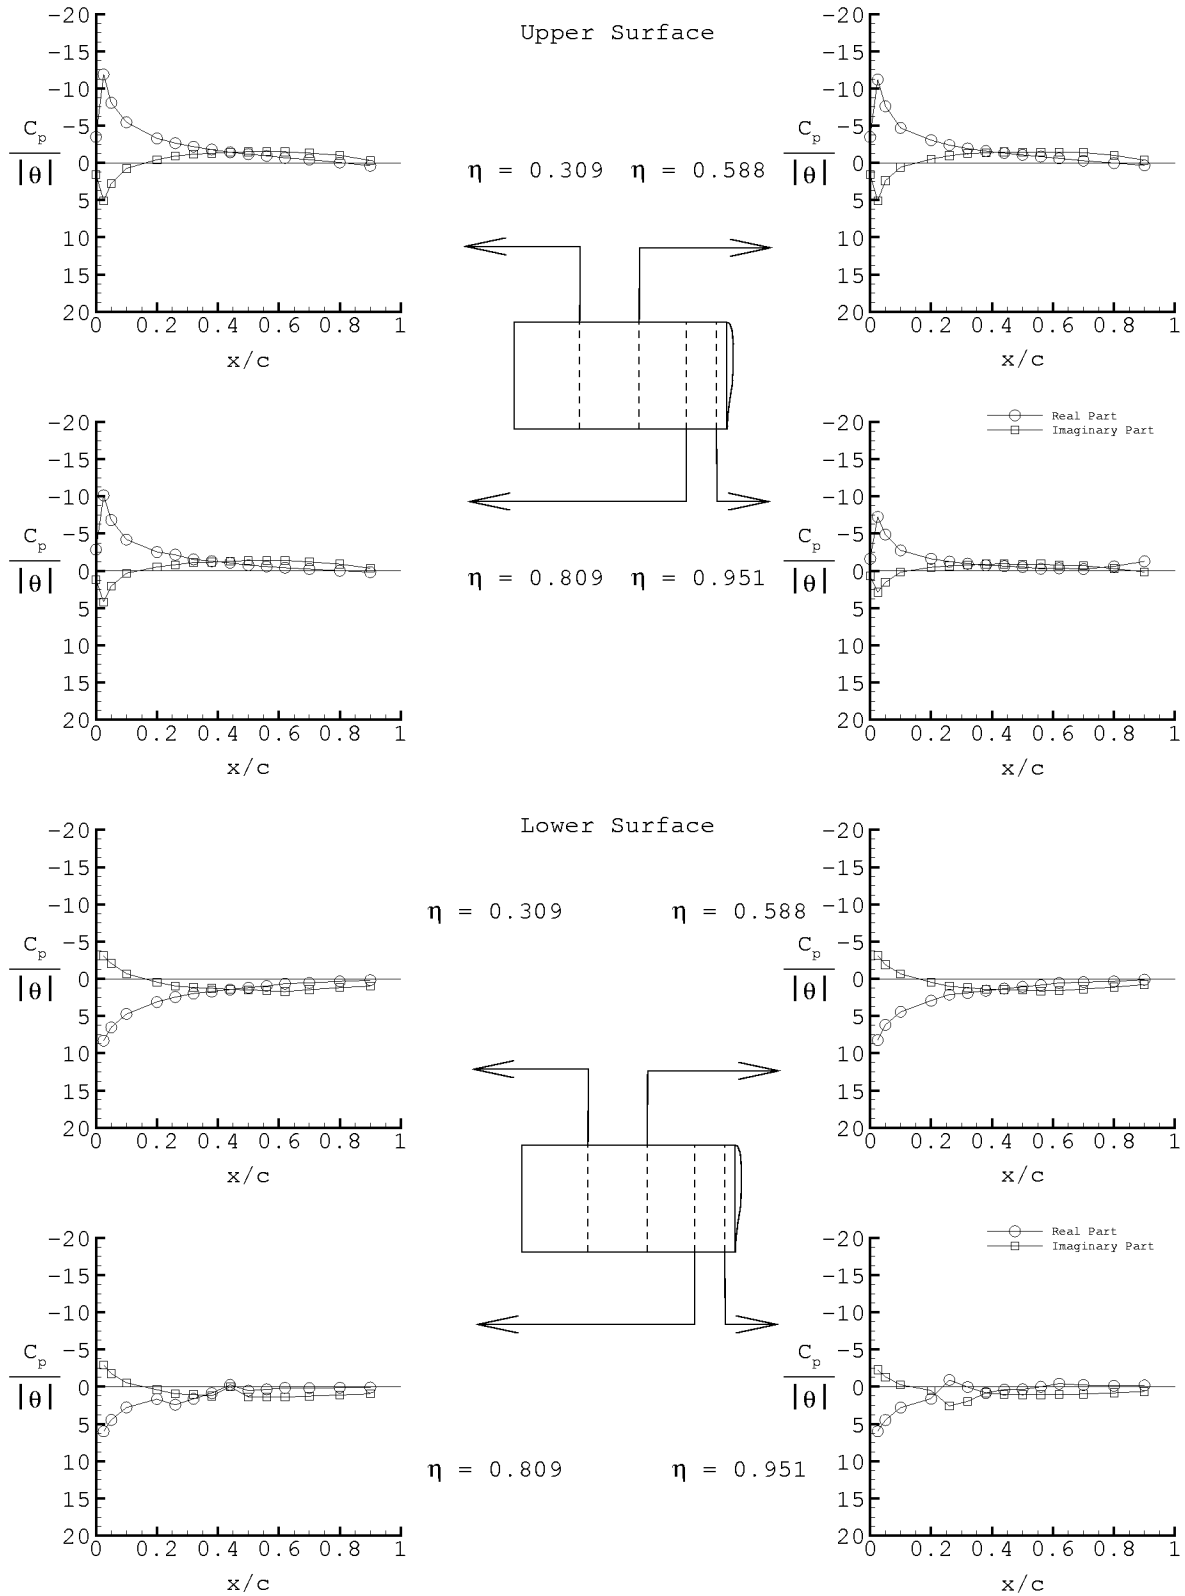 Upper Surface
−20
−15
−10
−5
0
5
10
15
20
C_p
|θ|
0 0.2 0.4 0.6 0.8 1
x/c
η = 0.309 η = 0.588
−20
−15
−10
−5
0
5
10
15
20
C_p
|θ|
0 0.2 0.4 0.6 0.8 1
x/c
−20
−15
−10
−5
0
5
10
15
20
C_p
|θ|
0 0.2 0.4 0.6 0.8 1
x/c
η = 0.809 η = 0.951
Real Part
Imaginary Part
−20
−15
−10
−5
0
5
10
15
20
C_p
|θ|
0 0.2 0.4 0.6 0.8 1
x/c
Lower Surface
−20
−15
−10
−5
0
5
10
15
20
C_p
|θ|
0 0.2 0.4 0.6 0.8 1
x/c
η = 0.309 η = 0.588
−20
−15
−10
−5
0
5
10
15
20
C_p
|θ|
0 0.2 0.4 0.6 0.8 1
x/c
−20
−15
−10
−5
0
5
10
15
20
C_p
|θ|
0 0.2 0.4 0.6 0.8 1
x/c
η = 0.809 η = 0.951
Real Part
Imaginary Part
−20
−15
−10
−5
0
5
10
15
20
C_p
|θ|
0 0.2 0.4 0.6 0.8 1
x/c